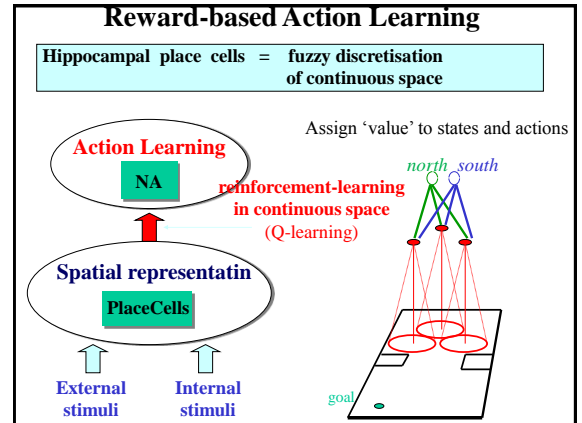 Reward-based Action Learning
Hippocampal place cells = fuzzy discretisation
of continuous space
Assign ‘value’ to states and actions
Action Learning
NA
north south
reinforcement-learning
in continuous space
(Q-learning)
Spatial representatin
PlaceCells
External
stimuli
Internal
stimuli
goal